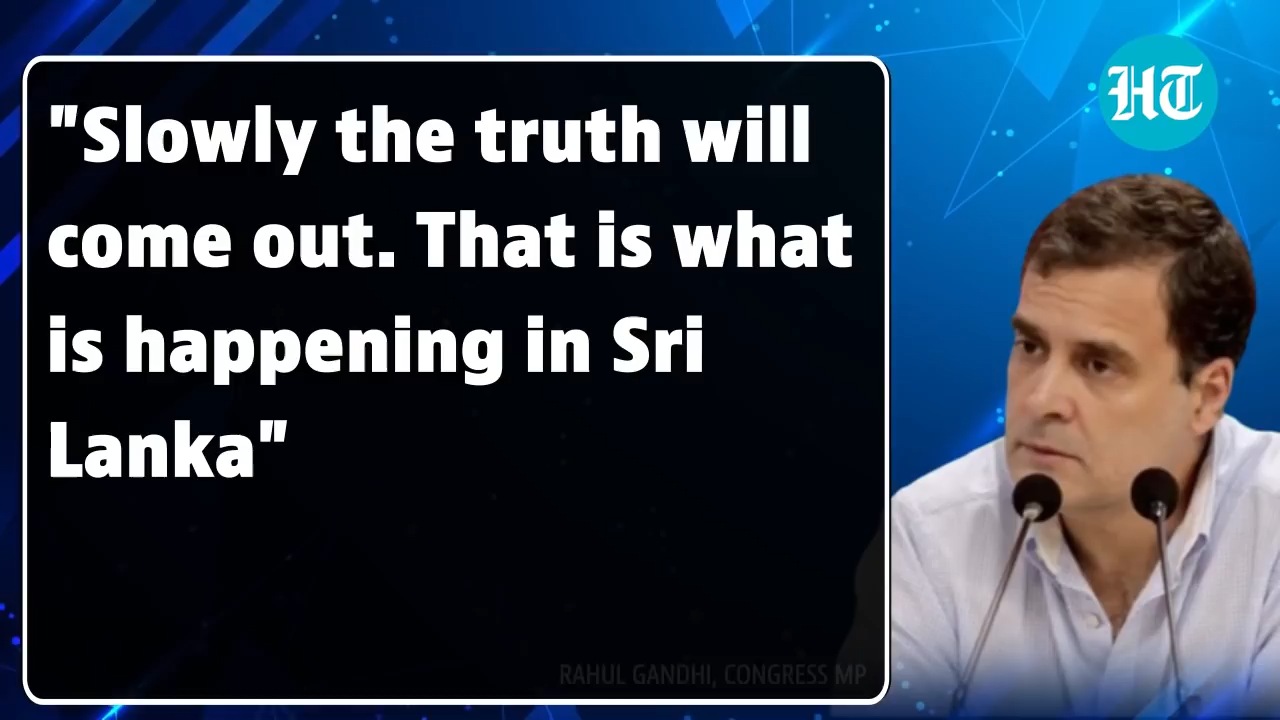 "Slowly the truth will
come out. That is what
is happening in Sri
Lanka"
RAHUL GANDHI, CONGRESS MP
HT